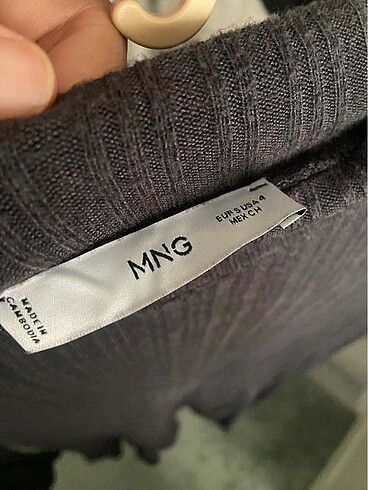 MNG
EUR S USA 4
MEX CH
MADE IN
CAMBODIA